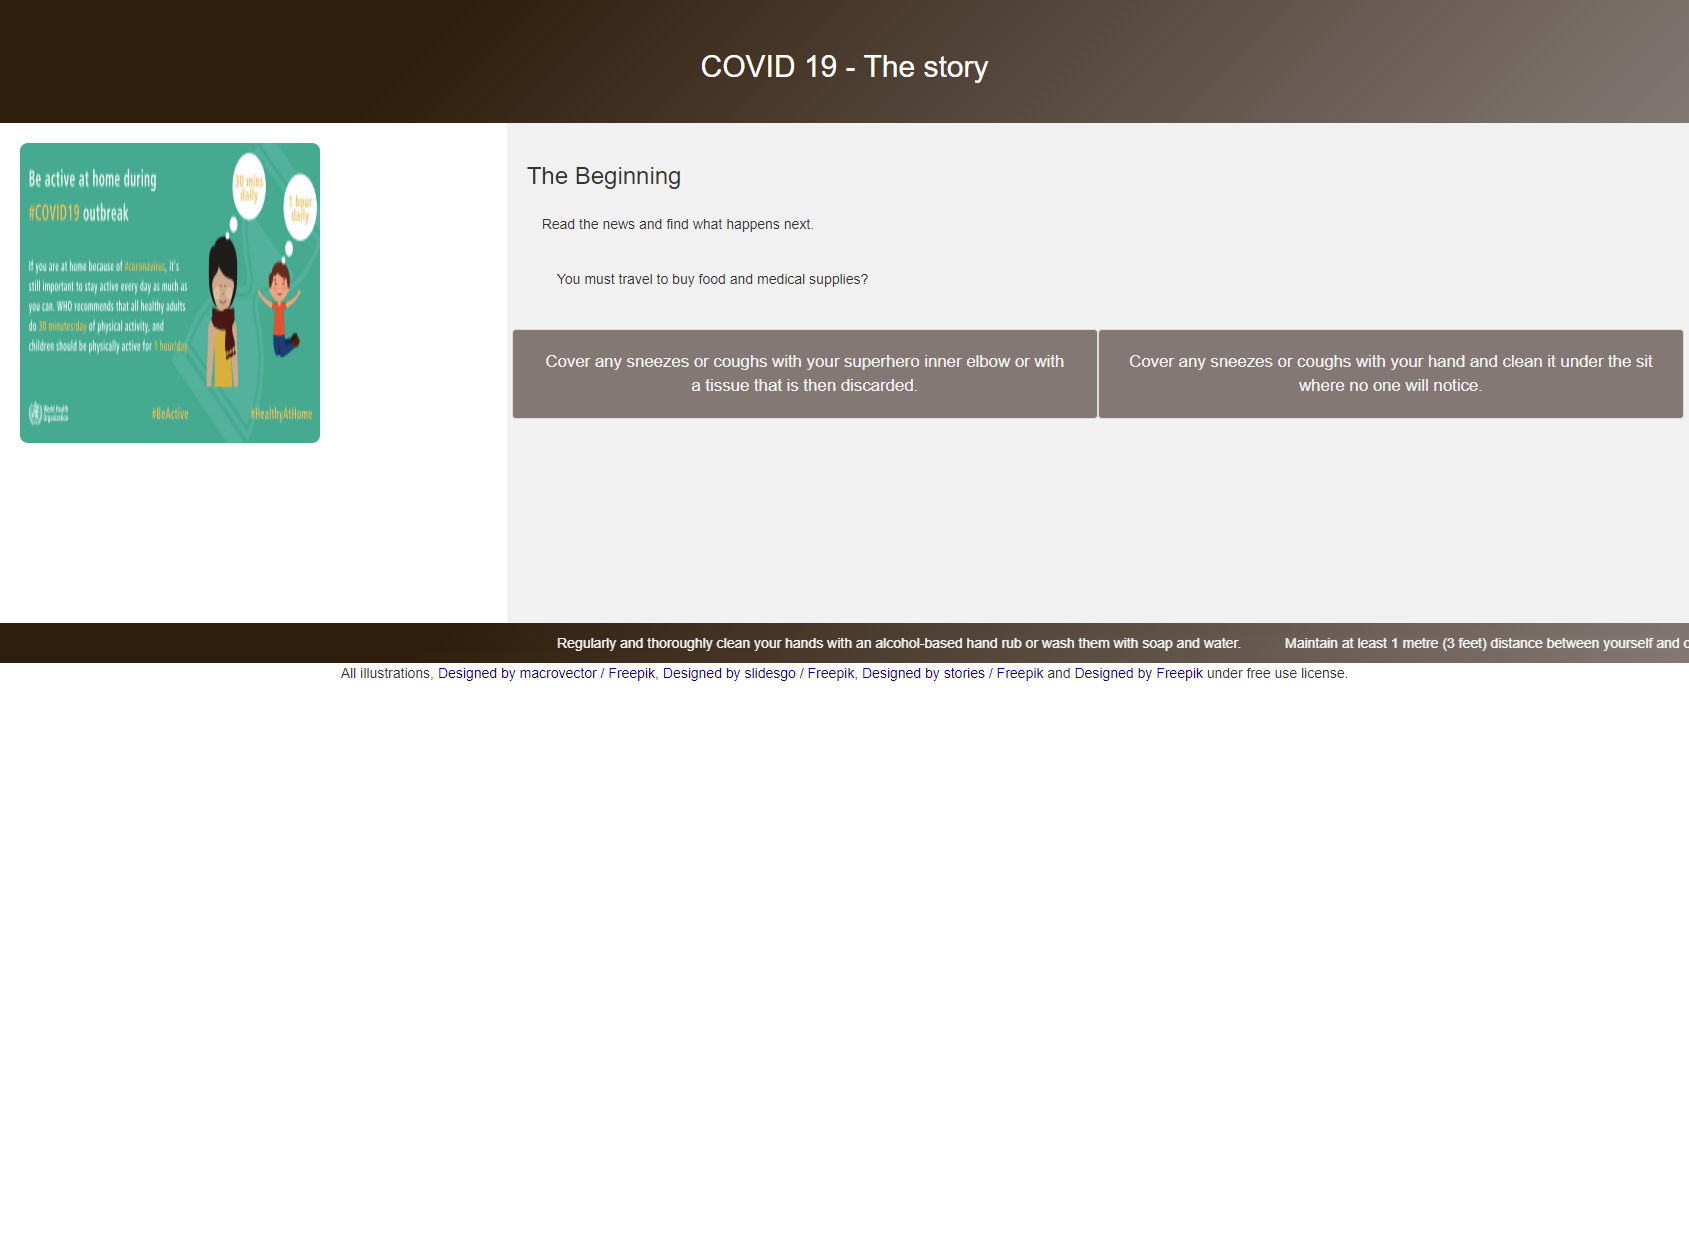 COVID 19 - The story
Be active at home during
#COVID19 outbreak
30 mins
daily
1 hour
daily
If you are at home because of #coronavirus, it's
still important to stay active every day as much as
you can. WHO recommends that all healthy adults
do 30 minutes/day of physical activity, and
children should be physically active for 1 hour/day
World Health
Organization
#BeActive
#HealthyAtHome
The Beginning
Read the news and find what happens next.
You must travel to buy food and medical supplies?
Cover any sneezes or coughs with your superhero inner elbow or with
a tissue that is then discarded.
Cover any sneezes or coughs with your hand and clean it under the sit
where no one will notice.
Regularly and thoroughly clean your hands with an alcohol-based hand rub or wash them with soap and water.
Maintain at least 1 metre (3 feet) distance between yourself and
All illustrations, Designed by macrovector / Freepik, Designed by slidesgo / Freepik, Designed by stories / Freepik and Designed by Freepik under free use license.